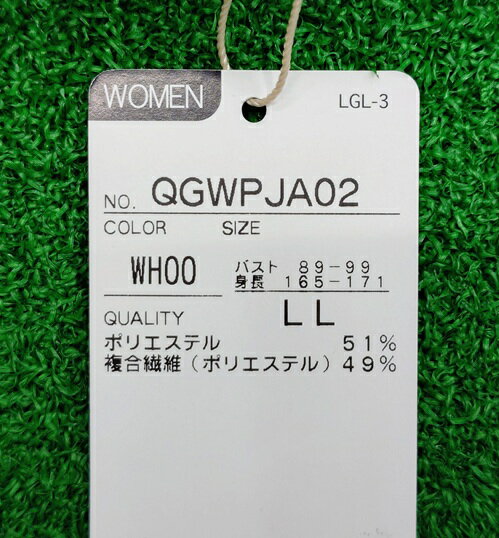 WOMEN
LGL-3
NO. QGWPJA02
COLOR SIZE
WH00
バスト 89-99
身長 165-171
QUALITY LL
ポリエステル 51%
複合繊維(ポリエステル)49%